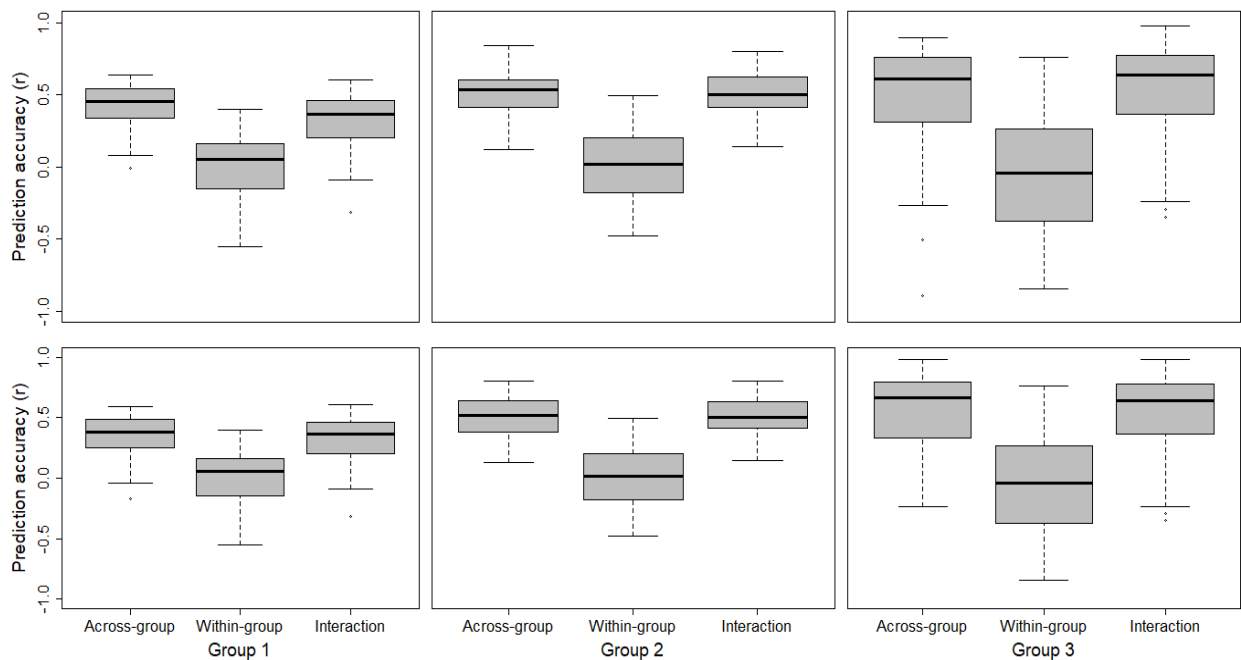 Prediction accuracy (r)
1.0
0.5
0.0
-0.5
-1.0
Prediction accuracy (r)
1.0
0.5
0.0
-0.5
-1.0
Across-group Within-group Interaction
Group 1
Across-group Within-group Interaction
Group 2
Across-group Within-group Interaction
Group 3